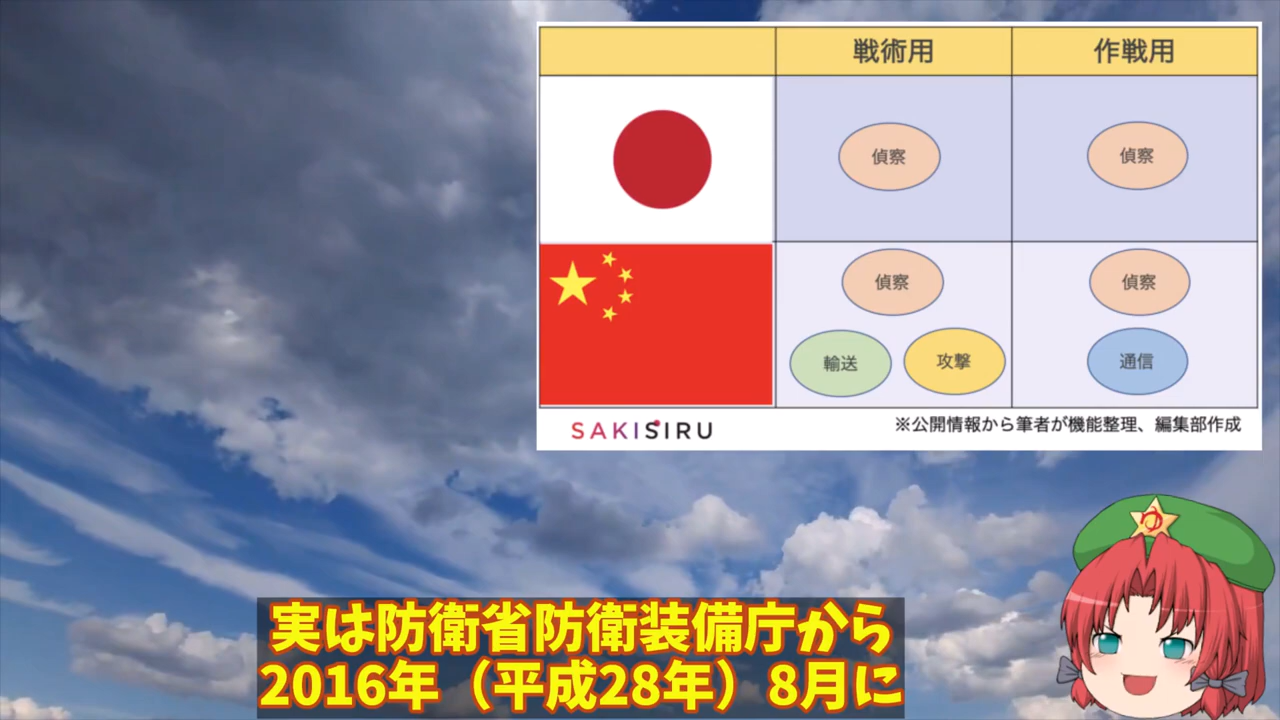 戦術用 作戦用
偵察 偵察
偵察 偵察
輸送 攻撃 通信
SAKISIRU
※公開情報から筆者が機能整理、編集部作成
実は防衛省防衛装備庁から
2016年（平成28年）8月に